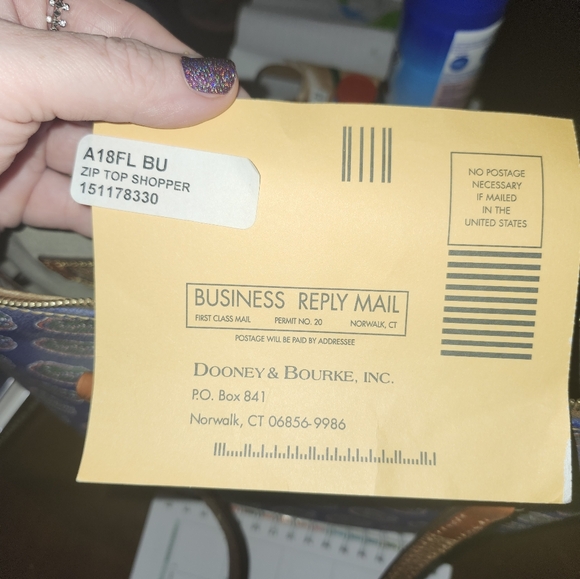 A18FL BU
ZIP TOP SHOPPER
151178330
NO POSTAGE
NECESSARY
IF MAILED
IN THE
UNITED STATES
BUSINESS REPLY MAIL
FIRST CLASS MAIL PERMIT NO. 20 NORWALK, CT
POSTAGE WILL BE PAID BY ADDRESSEE
DOONEY & BOURKE, INC.
P.O. Box 841
Norwalk, CT 06856-9986